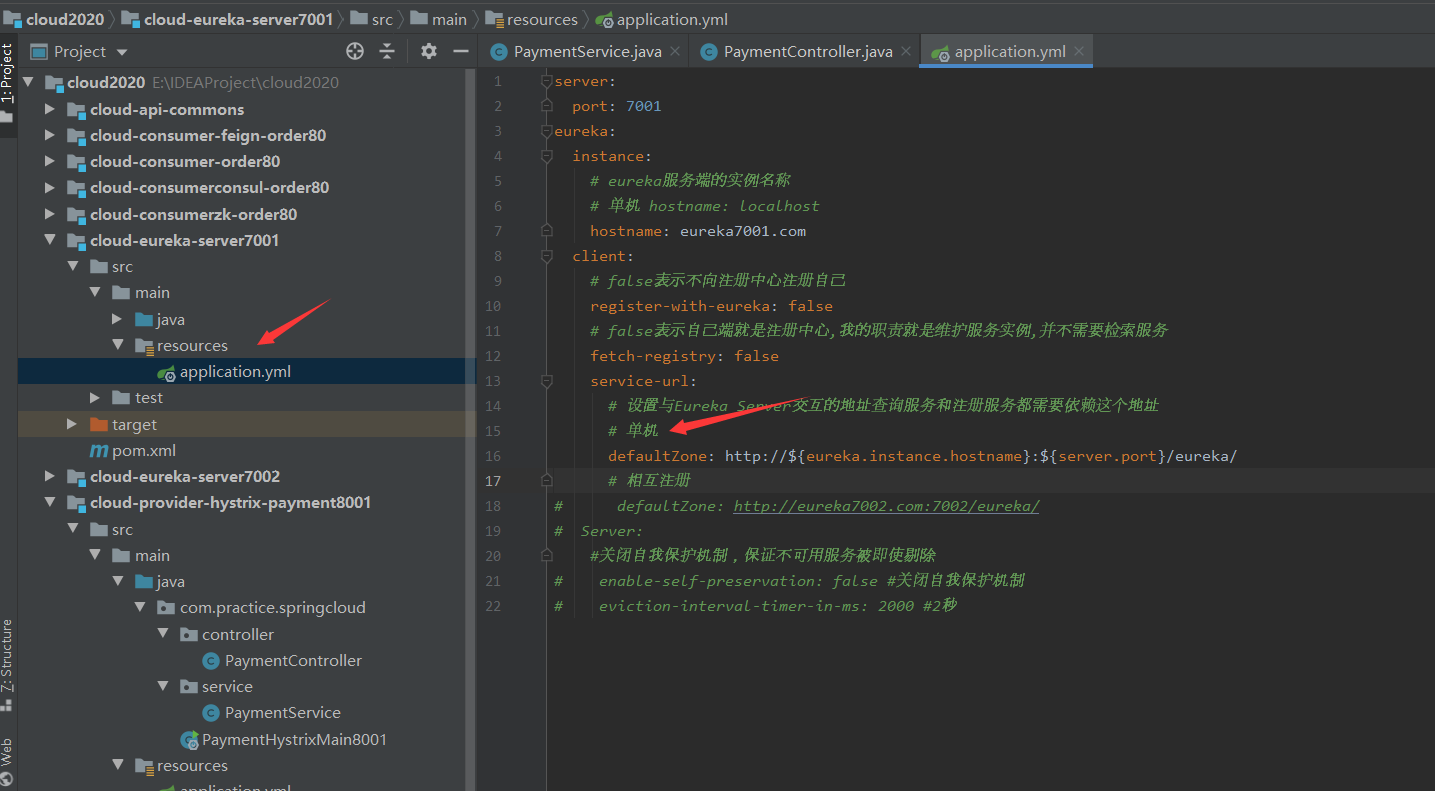 cloud2020 cloud-eureka-server7001 src main resources application.yml
Project
PaymentService.java PaymentController.java application.yml
1: Project
Z: Structure
Web
cloud2020 E:\IDEAProject\cloud2020
cloud-api-commons
cloud-consumer-feign-order80
cloud-consumer-order80
cloud-consumerconsul-order80
cloud-consumerzk-order80
cloud-eureka-server7001
src
main
java
resources
application.yml
test
target
pom.xml
cloud-eureka-server7002
cloud-provider-hystrix-payment8001
src
main
java
com.practice.springcloud
controller
PaymentController
service
PaymentService
PaymentHystrixMain8001
resources
application.yml
1 server:
2 port: 7001
3 eureka:
4 instance:
5 # eureka服务端的实例名称
6 # 单机 hostname: localhost
7 hostname: eureka7001.com
8 client:
9 # false表示不向注册中心注册自己
10 register-with-eureka: false
11 # false表示自己端就是注册中心,我的职责就是维护服务实例,并不需要检索服务
12 fetch-registry: false
13 service-url:
14 # 设置与Eureka Server交互的地址查询服务和注册服务都需要依赖这个地址
15 # 单机
16 defaultZone: http://${eureka.instance.hostname}:${server.port}/eureka/
17 # 相互注册
18 # defaultZone: http://eureka7002.com:7002/eureka/
19 # Server:
20 #关闭自我保护机制，保证不可用服务被即使剔除
21 # enable-self-preservation: false #关闭自我保护机制
22 # eviction-interval-timer-in-ms: 2000 #2秒